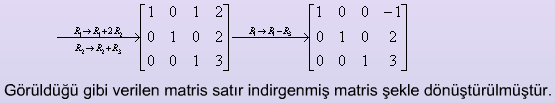 R₁→R₁+2R₂
R₂→R₂+R₃
[1 0 1 2
0 1 0 2
0 0 1 3]
R₁→R₁-R₃
[1 0 0 -1
0 1 0 2
0 0 1 3]
Görüldüğü gibi verilen matris satır indirgenmiş matris şekle dönüştürülmüştür.